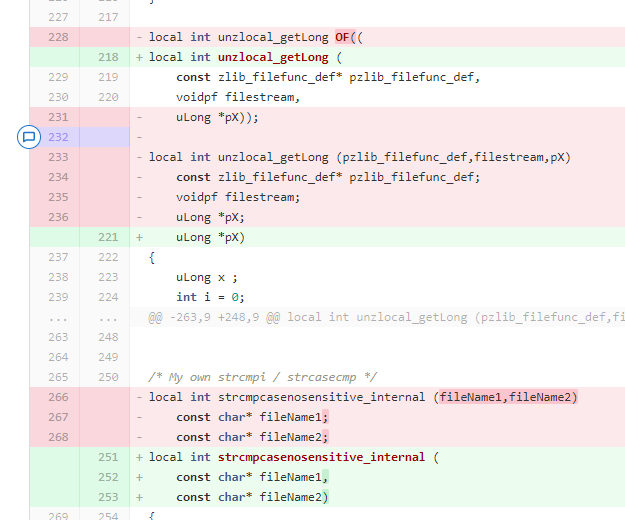 227 217
228 - local int unzlocal_getLong OF((
218 + local int unzlocal_getLong (
229 219 const zlib_filefunc_def* pzlib_filefunc_def,
230 220 voidpf filestream,
231 - uLong *pX));
232 -
233 - local int unzlocal_getLong (pzlib_filefunc_def,filestream,pX)
234 - const zlib_filefunc_def* pzlib_filefunc_def;
235 - voidpf filestream;
236 - uLong *pX;
221 + uLong *pX)
237 222 {
238 223 uLong x ;
239 224 int i = 0;
... ... @@ -263,9 +248,9 @@ local int unzlocal_getLong (pzlib_filefunc_def,fi
263 248
264 249
265 250 /* My own strcmpi / strcasecmp */
266 - local int strcmpcasenosensitive_internal (fileName1,fileName2)
267 - const char* fileName1;
268 - const char* fileName2;
251 + local int strcmpcasenosensitive_internal (
252 + const char* fileName1,
253 + const char* fileName2)
269 254 {